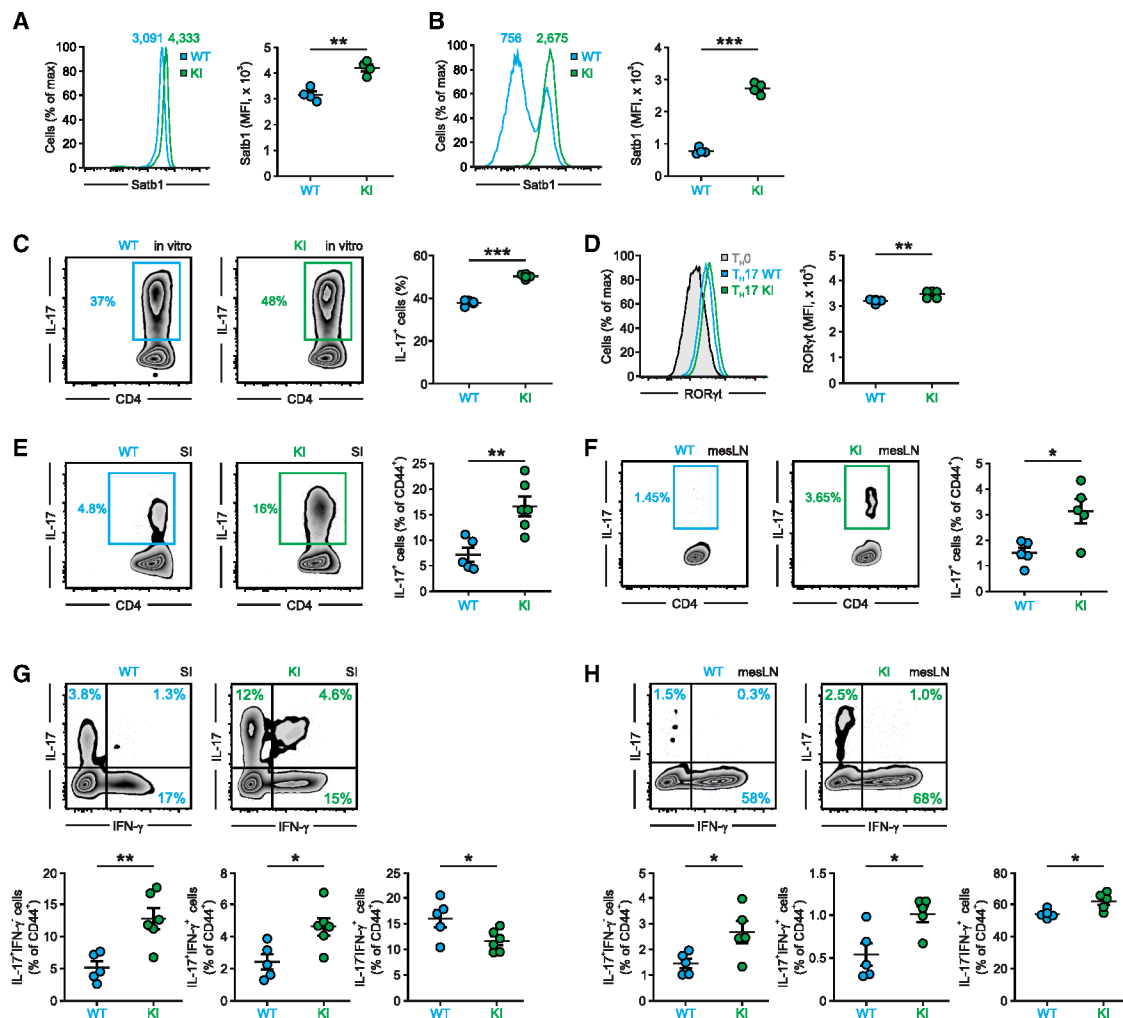 A
3,091 4,333
WT
KI
Cells (% of max)
100
80
60
40
20
0
Satb1
**
Satb1 (MFI, x 10³)
5
4
3
2
1
0
WT KI
B
756 2,675
WT
KI
Cells (% of max)
100
80
60
40
20
0
Satb1
***
Satb1 (MFI, x 10³)
4
3
2
1
0
WT KI
C
WT in vitro
37%
IL-17
CD4
KI in vitro
48%
IL-17
CD4
***
IL-17⁺ cells (%)
60
40
20
0
WT KI
D
T_H0
T_H17 WT
T_H17 KI
Cells (% of max)
100
80
60
40
20
0
RORγt
**
RORγt (MFI, x 10³)
5
4
3
2
1
0
WT KI
E
WT SI
4.8%
IL-17
CD4
KI SI
16%
IL-17
CD4
**
IL-17⁺ cells (% of CD44⁺)
25
20
15
10
5
0
WT KI
F
WT mesLN
1.45%
IL-17
CD4
KI mesLN
3.65%
IL-17
CD4
*
IL-17⁺ cells (% of CD44⁺)
5
4
3
2
1
0
WT KI
G
WT SI
3.8% 1.3%
17%
IL-17
IFN-γ
KI SI
12% 4.6%
15%
IL-17
IFN-γ
**
IL-17⁺IFN-γ⁻ cells
(% of CD44⁺)
15
10
5
0
20
WT KI
*
IL-17⁺IFN-γ⁺ cells
(% of CD44⁺)
8
6
4
2
0
WT KI
*
IL-17⁻IFN-γ⁺ cells
(% of CD44⁺)
25
20
15
10
5
0
WT KI
H
WT mesLN
1.5% 0.3%
58%
IL-17
IFN-γ
KI mesLN
2.5% 1.0%
68%
IL-17
IFN-γ
*
IL-17⁺IFN-γ⁻ cells
(% of CD44⁺)
5
4
3
2
1
0
WT KI
*
IL-17⁺IFN-γ⁺ cells
(% of CD44⁺)
1.5
1.0
0.5
0
WT KI
*
IL-17⁻IFN-γ⁺ cells
(% of CD44⁺)
80
60
40
20
0
WT KI